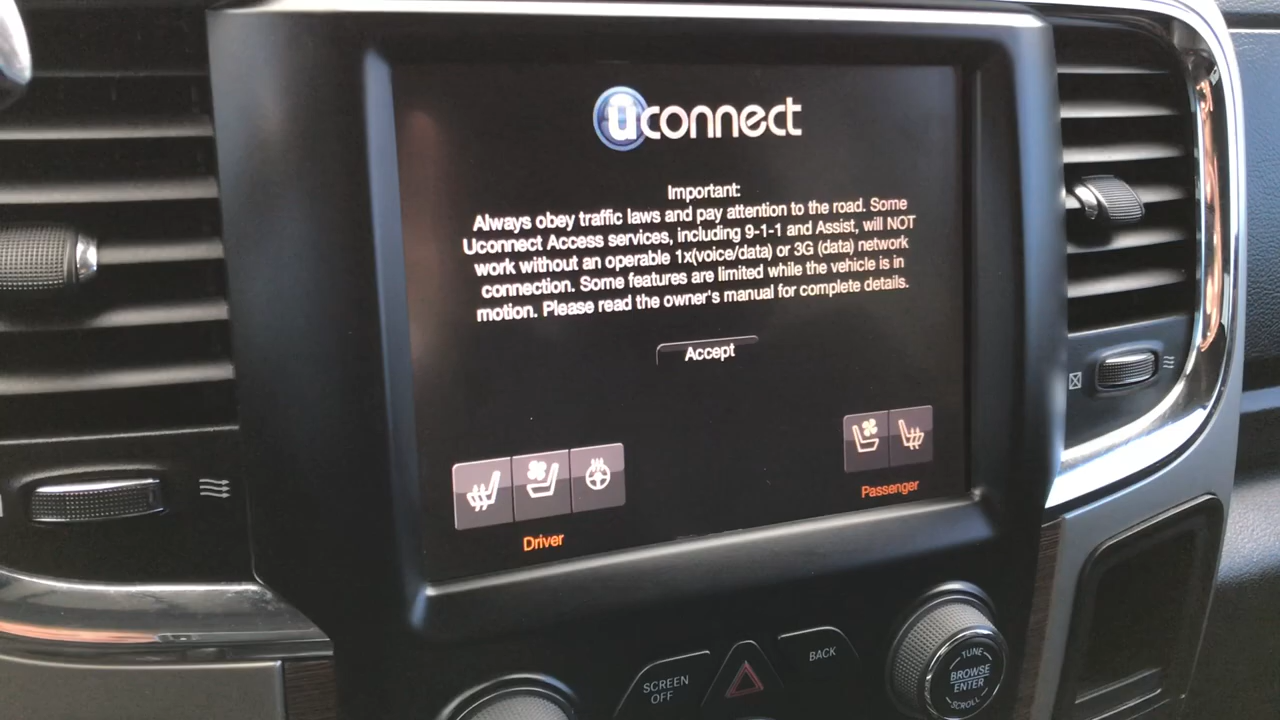 uconnect
Important:
Always obey traffic laws and pay attention to the road. Some
Uconnect Access services, including 9-1-1 and Assist, will NOT
work without an operable 1x(voice/data) or 3G (data) network
connection. Some features are limited while the vehicle is in
motion. Please read the owner's manual for complete details.
Accept
Driver
Passenger
SCREEN
OFF
BACK
TUNE
BROWSE
ENTER
SCROLL